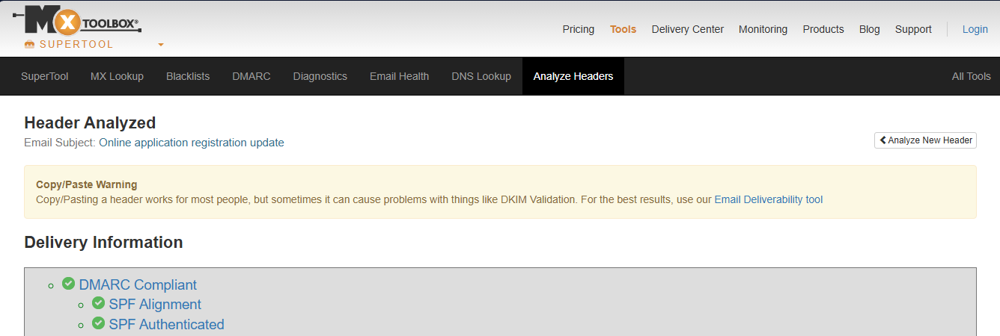 MX TOOLBOX®
SUPERTOOL
Pricing Tools Delivery Center Monitoring Products Blog Support Login
SuperTool MX Lookup Blacklists DMARC Diagnostics Email Health DNS Lookup Analyze Headers All Tools
Header Analyzed
Email Subject: Online application registration update
Analyze New Header
Copy/Paste Warning
Copy/Pasting a header works for most people, but sometimes it can cause problems with things like DKIM Validation. For the best results, use our Email Deliverability tool
Delivery Information
DMARC Compliant
SPF Alignment
SPF Authenticated